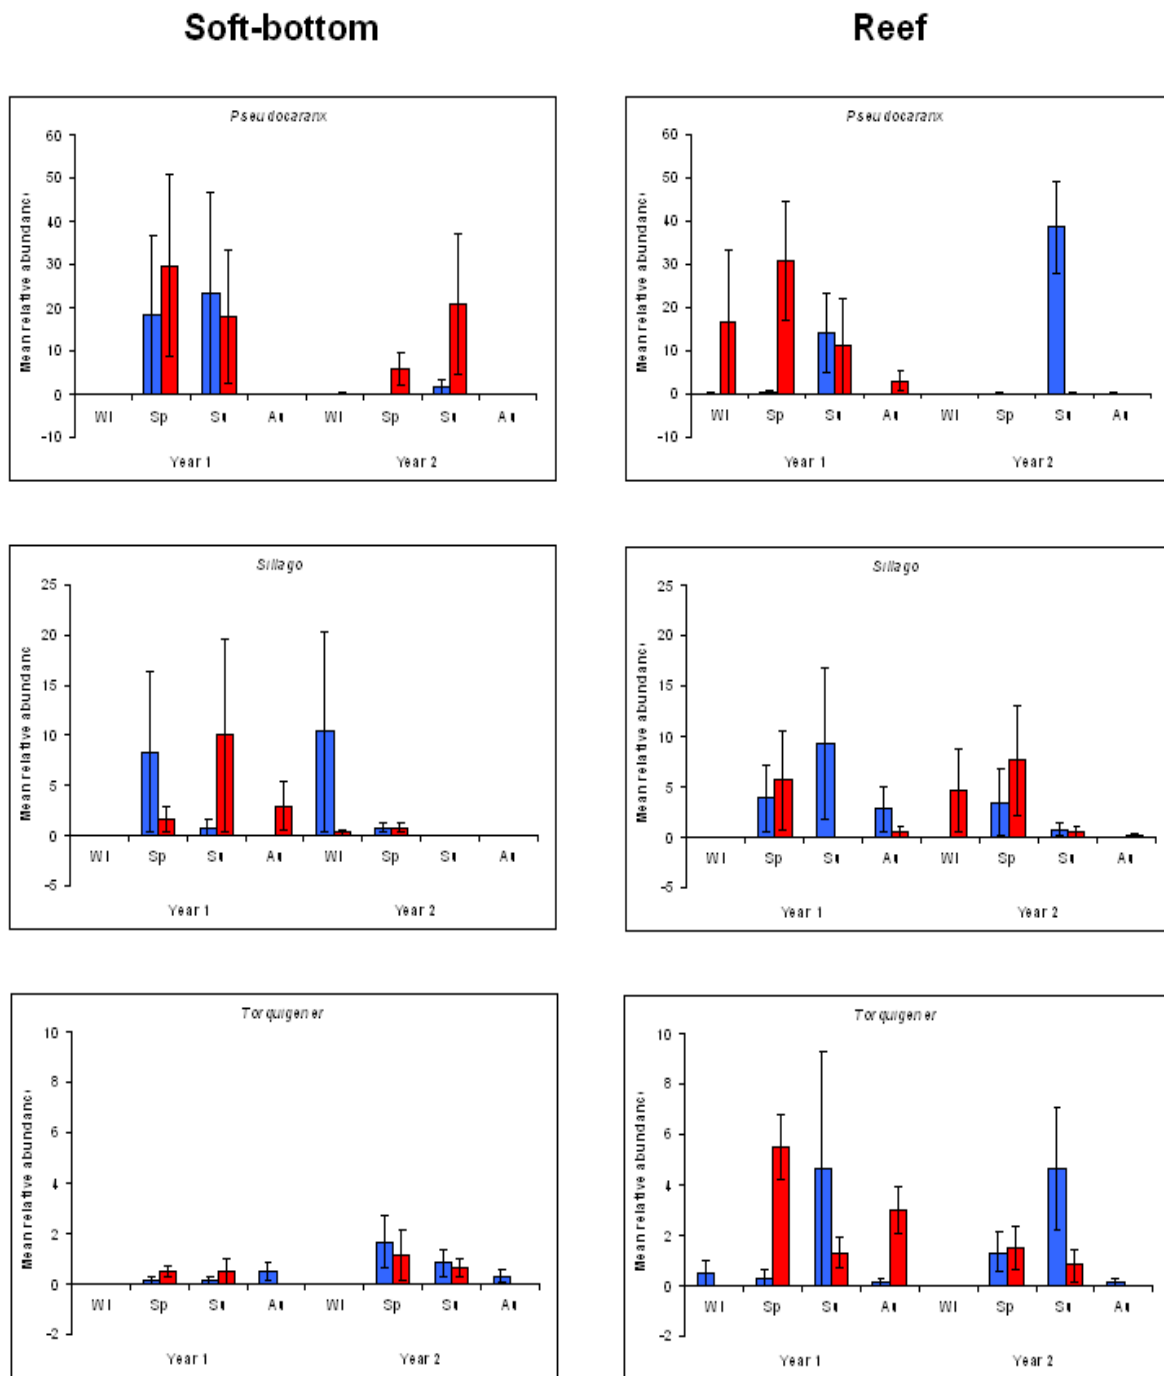 Soft-bottom Reef
Pseudocaranx
60
50
40
30
20
10
0
-10
Mean relative abundance
Wi Sp Su Au Wi Sp Su Au
Year 1 Year 2
Pseudocaranx
60
50
40
30
20
10
0
-10
Mean relative abundance
Wi Sp Su Au Wi Sp Su Au
Year 1 Year 2
Sillago
25
20
15
10
5
0
-5
Mean relative abundance
Wi Sp Su Au Wi Sp Su Au
Year 1 Year 2
Sillago
25
20
15
10
5
0
-5
Mean relative abundance
Wi Sp Su Au Wi Sp Su Au
Year 1 Year 2
Torquigener
10
8
6
4
2
0
-2
Mean relative abundance
Wi Sp Su Au Wi Sp Su Au
Year 1 Year 2
Torquigener
10
8
6
4
2
0
-2
Mean relative abundance
Wi Sp Su Au Wi Sp Su Au
Year 1 Year 2